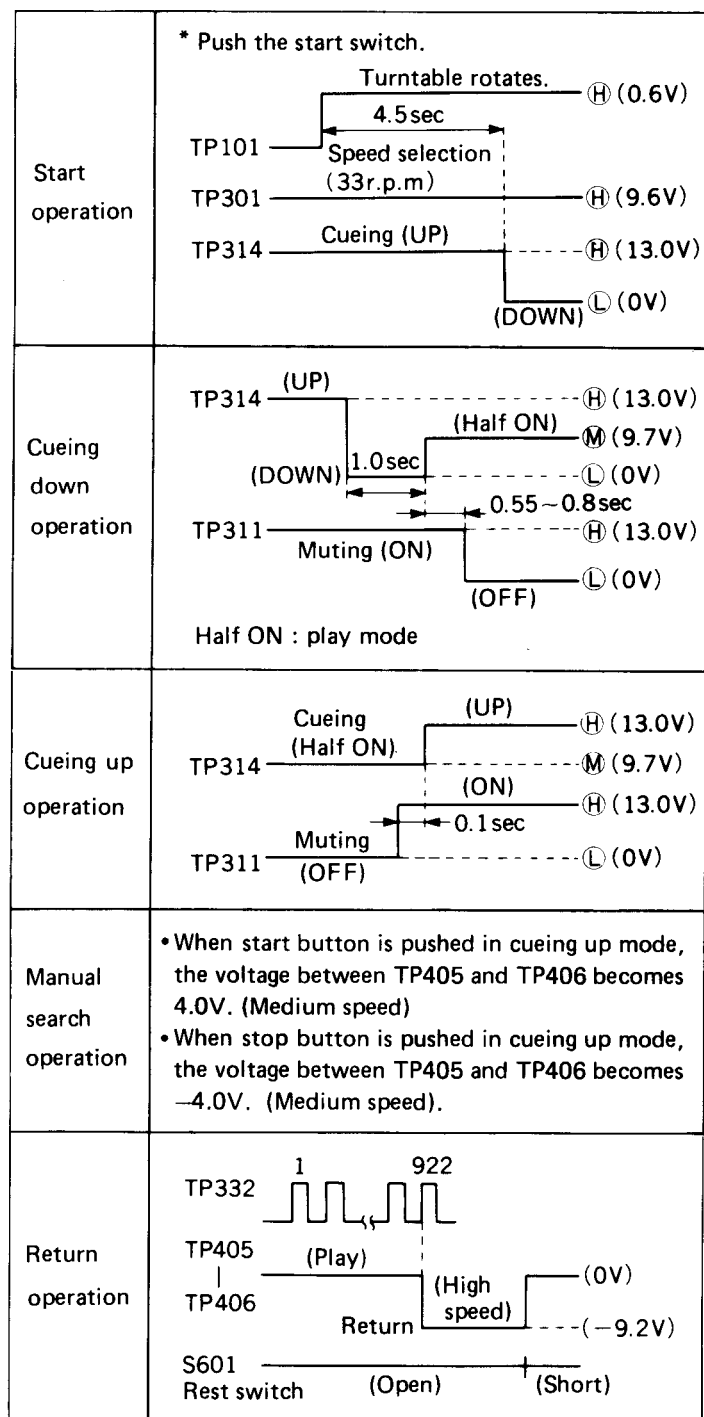 Start
operation
* Push the start switch.
Turntable rotates.
Ⓗ (0.6V)
4.5sec
TP101
Speed selection
(33r.p.m)
TP301
Ⓗ (9.6V)
TP314
Cueing (UP)
Ⓗ (13.0V)
(DOWN)
Ⓛ (0V)
Cueing
down
operation
(UP)
TP314
Ⓗ (13.0V)
(Half ON)
Ⓜ (9.7V)
(DOWN)
1.0sec
Ⓛ (0V)
0.55~0.8sec
TP311
Ⓗ (13.0V)
Muting (ON)
Ⓛ (0V)
(OFF)
Half ON : play mode
Cueing up
operation
(UP)
Cueing
(Half ON)
Ⓗ (13.0V)
TP314
Ⓜ (9.7V)
(ON)
Ⓗ (13.0V)
0.1sec
Muting
TP311
(OFF)
Ⓛ (0V)
Manual
search
operation
• When start button is pushed in cueing up mode,
the voltage between TP405 and TP406 becomes
4.0V. (Medium speed)
• When stop button is pushed in cueing up mode,
the voltage between TP405 and TP406 becomes
−4.0V. (Medium speed).
Return
operation
1
922
TP332
TP405
|
TP406
(Play)
(0V)
(High
speed)
Return
(−9.2V)
S601
Rest switch
(Open)
(Short)